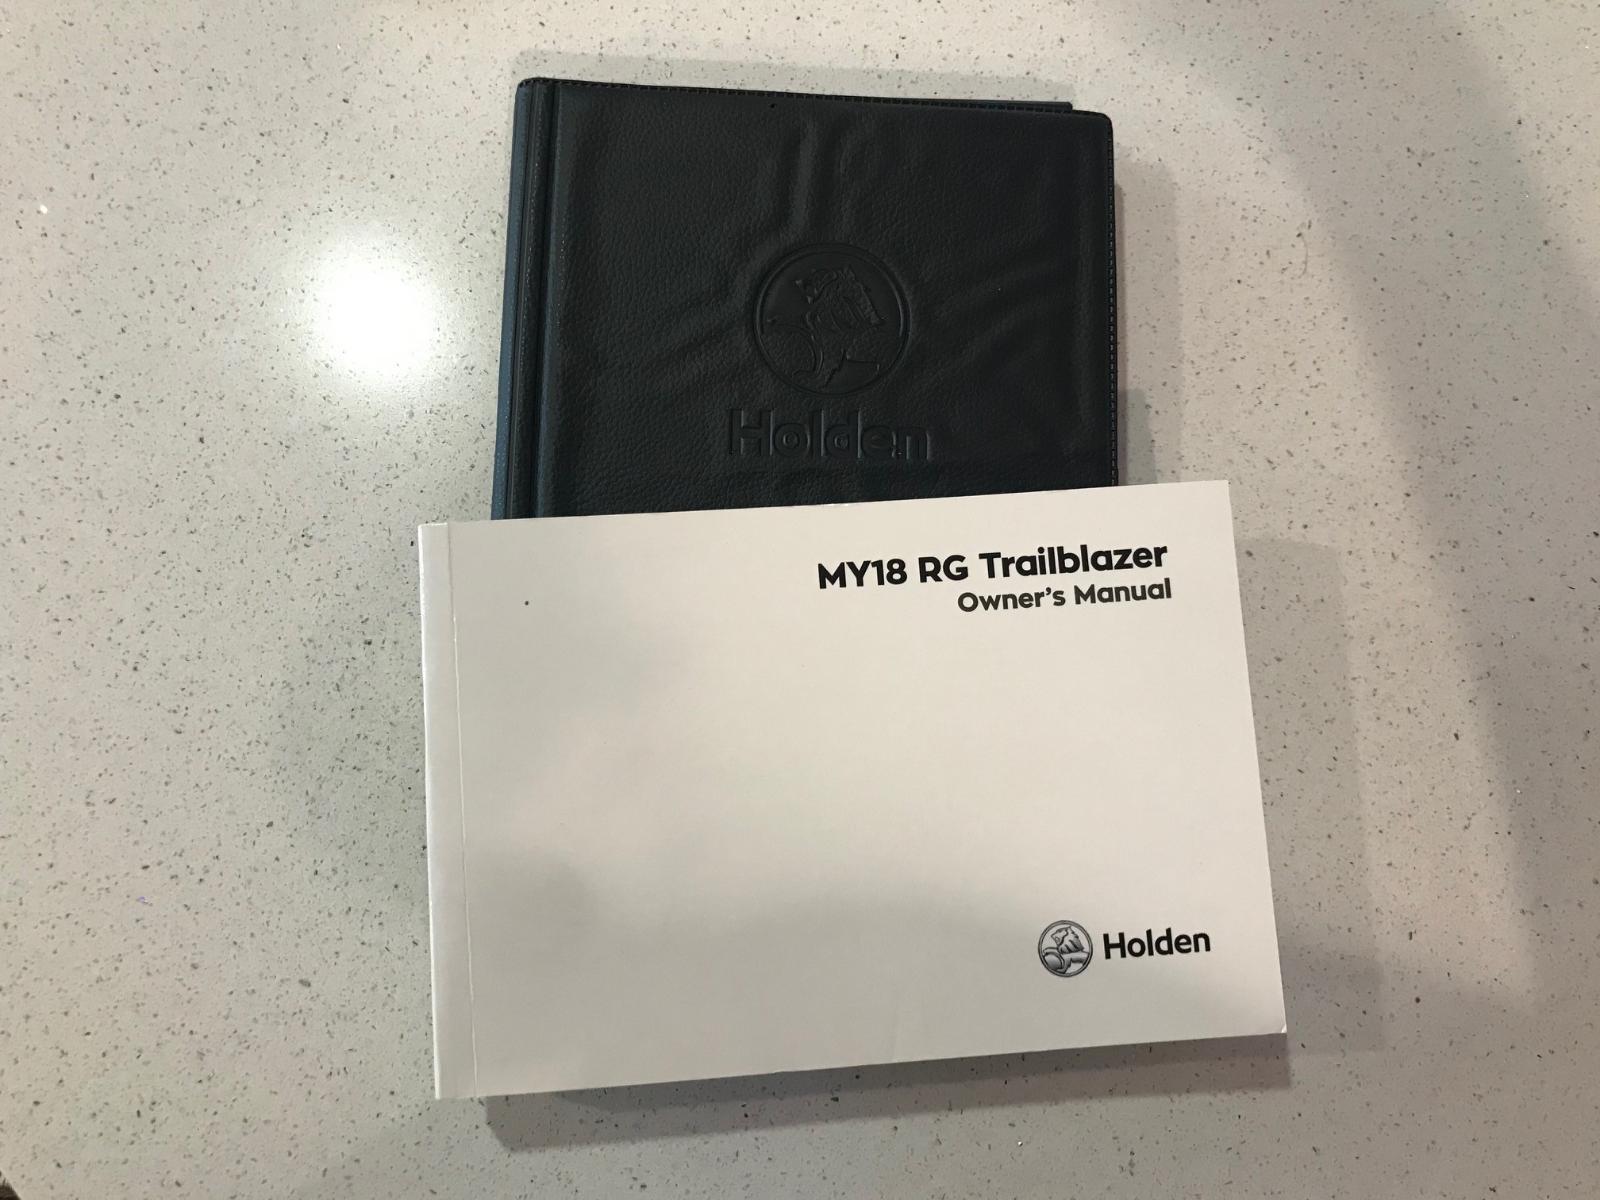 Holden
MY18 RG Trailblazer
Owner's Manual
Holden